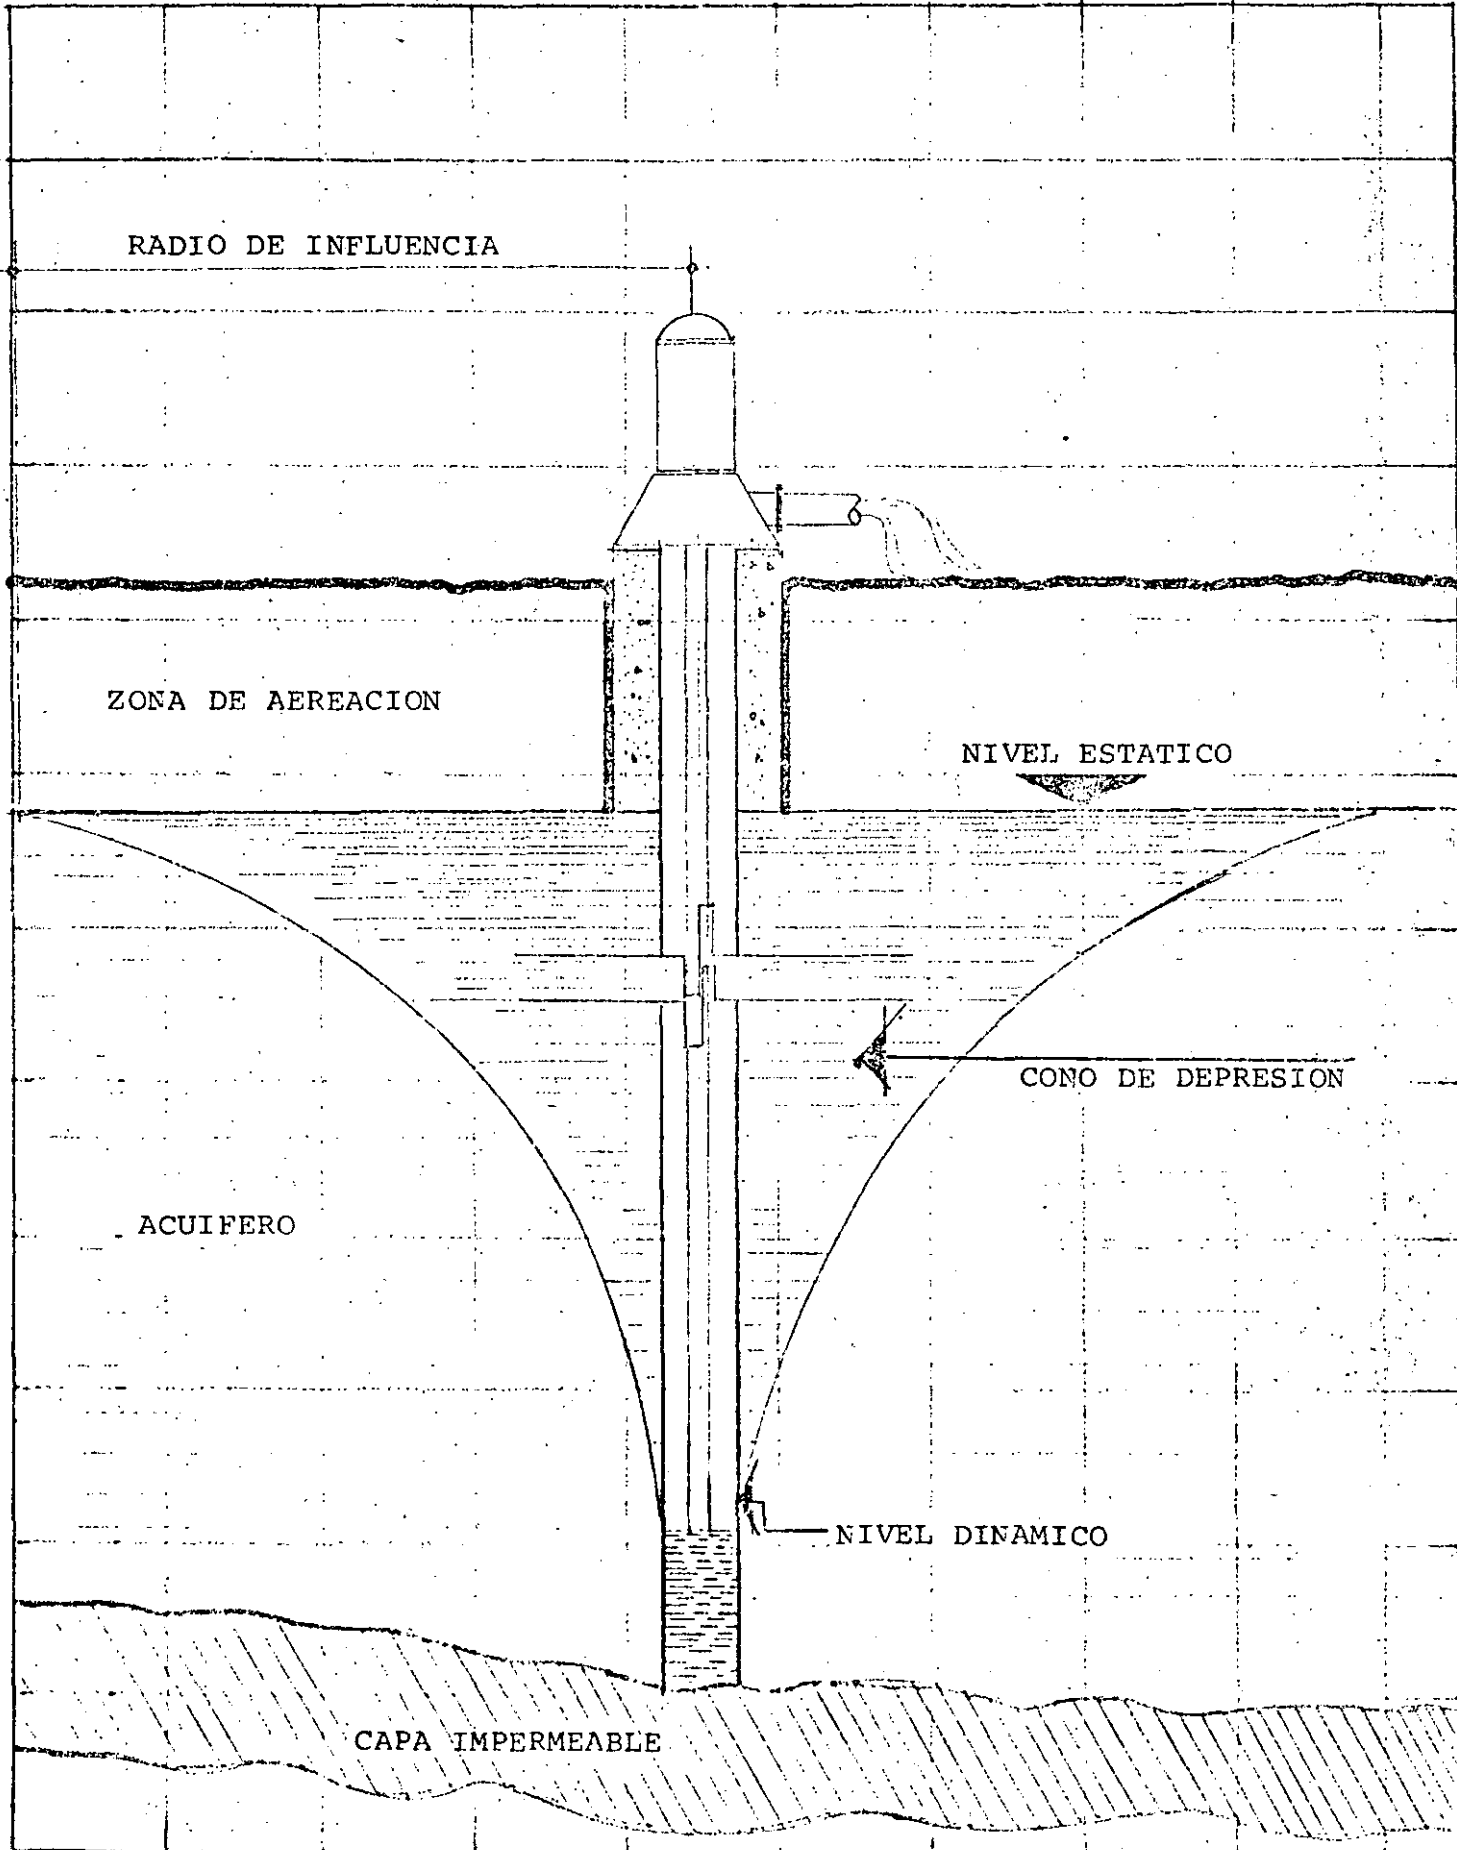 RADIO DE INFLUENCIA
ZONA DE AEREACION
NIVEL ESTATICO
CONO DE DEPRESION
ACUIFERO
NIVEL DINAMICO
CAPA IMPERMEABLE